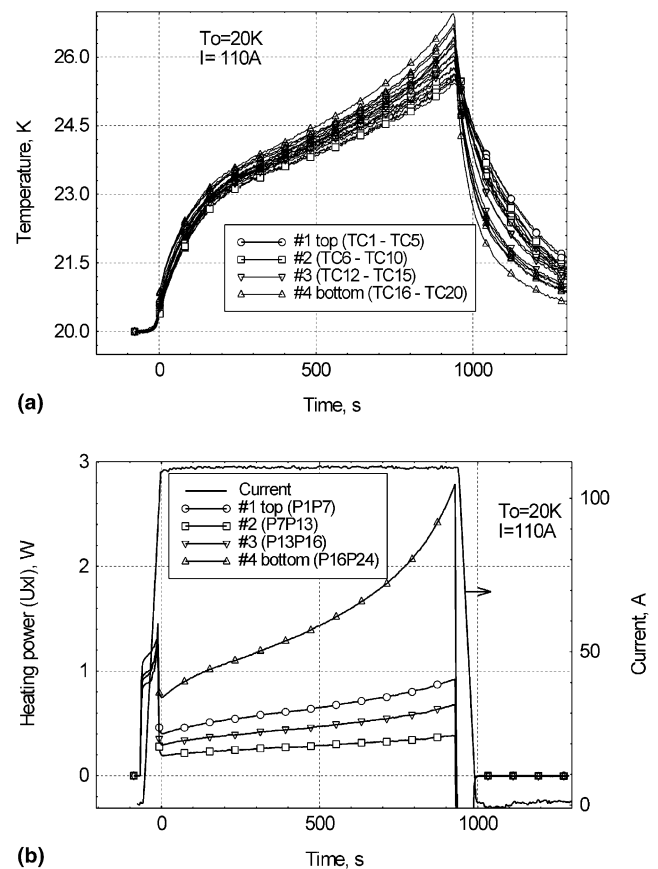 To=20K
I= 110A
26.0
24.5
23.0
21.5
20.0
Temperature, K
#1 top (TC1 - TC5)
#2 (TC6 - TC10)
#3 (TC12 - TC15)
#4 bottom (TC16 - TC20)
0
500
1000
Time, s
(a)
3
2
1
0
Heating power (UxI), W
Current
#1 top (P1P7)
#2 (P7P13)
#3 (P13P16)
#4 bottom (P16P24)
To=20K
I=110A
100
50
0
Current, A
0
500
1000
Time, s
(b)